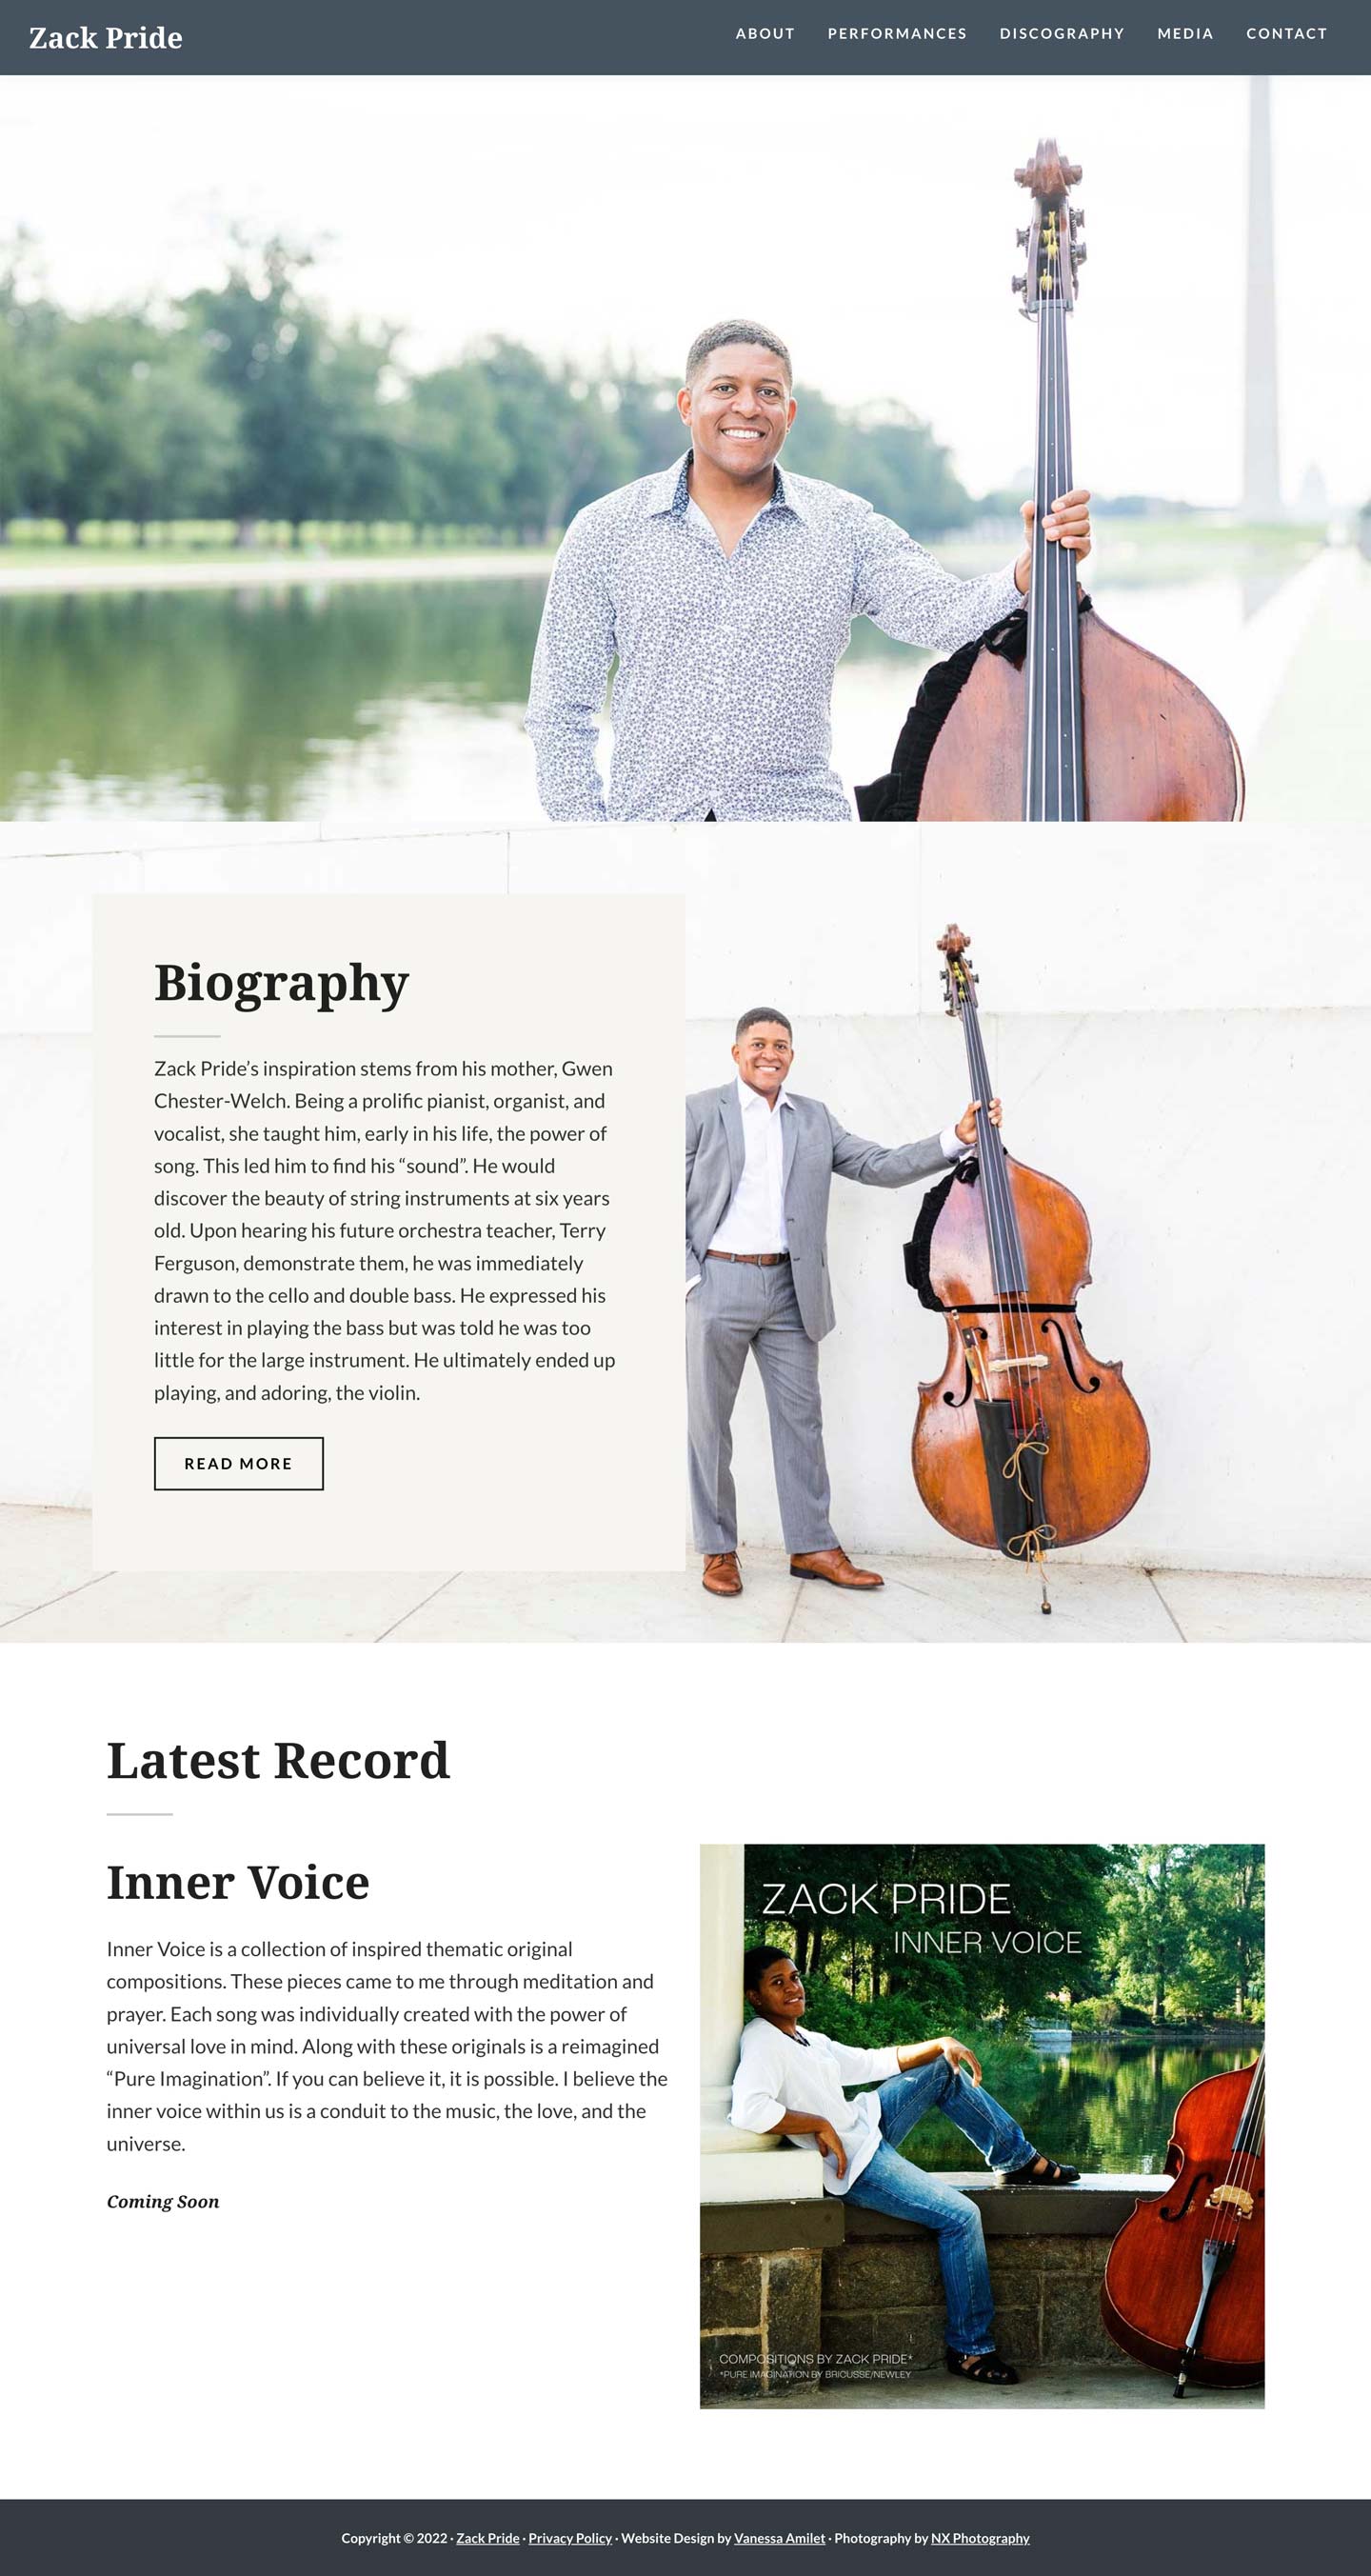 Zack Pride
ABOUT PERFORMANCES DISCOGRAPHY MEDIA CONTACT
Biography
Zack Pride’s inspiration stems from his mother, Gwen
Chester-Welch. Being a prolific pianist, organist, and
vocalist, she taught him, early in his life, the power of
song. This led him to find his “sound”. He would
discover the beauty of string instruments at six years
old. Upon hearing his future orchestra teacher, Terry
Ferguson, demonstrate them, he was immediately
drawn to the cello and double bass. He expressed his
interest in playing the bass but was told he was too
little for the large instrument. He ultimately ended up
playing, and adoring, the violin.
READ MORE
Latest Record
Inner Voice
Inner Voice is a collection of inspired thematic original
compositions. These pieces came to me through meditation and
prayer. Each song was individually created with the power of
universal love in mind. Along with these originals is a reimagined
“Pure Imagination”. If you can believe it, it is possible. I believe the
inner voice within us is a conduit to the music, the love, and the
universe.
Coming Soon
ZACK PRIDE
INNER VOICE
COMPOSITIONS BY ZACK PRIDE*
*PURE IMAGINATION BY BRICUSSE/NEWLEY
Copyright © 2022 · Zack Pride · Privacy Policy · Website Design by Vanessa Amilet · Photography by NX Photography